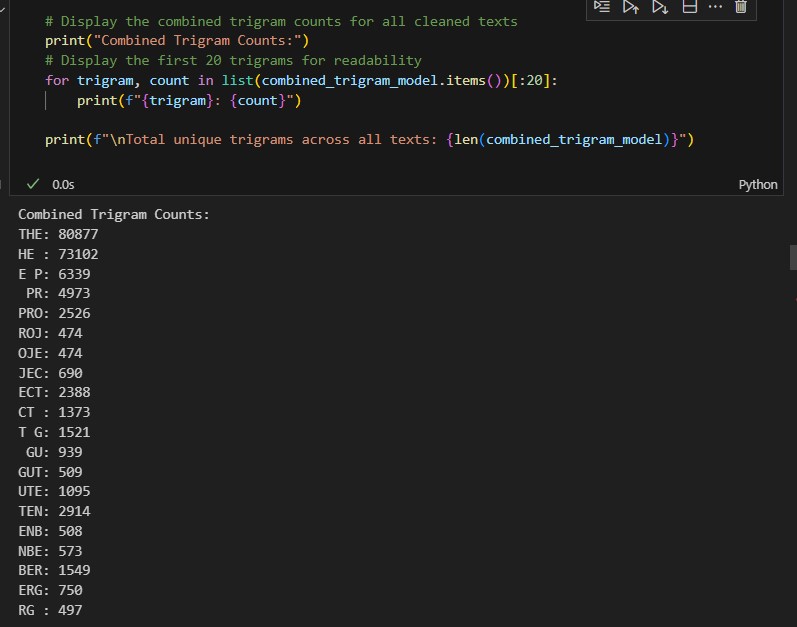 # Display the combined trigram counts for all cleaned texts
print("Combined Trigram Counts:")
# Display the first 20 trigrams for readability
for trigram, count in list(combined_trigram_model.items())[:20]:
    print(f"{trigram}: {count}")
print(f"\nTotal unique trigrams across all texts: {len(combined_trigram_model)}")
0.0s
Python
Combined Trigram Counts:
THE: 80877
HE : 73102
E P: 6339
 PR: 4973
PRO: 2526
ROJ: 474
OJE: 474
JEC: 690
ECT: 2388
CT : 1373
T G: 1521
 GU: 939
GUT: 509
UTE: 1095
TEN: 2914
ENB: 508
NBE: 573
BER: 1549
ERG: 750
RG : 497